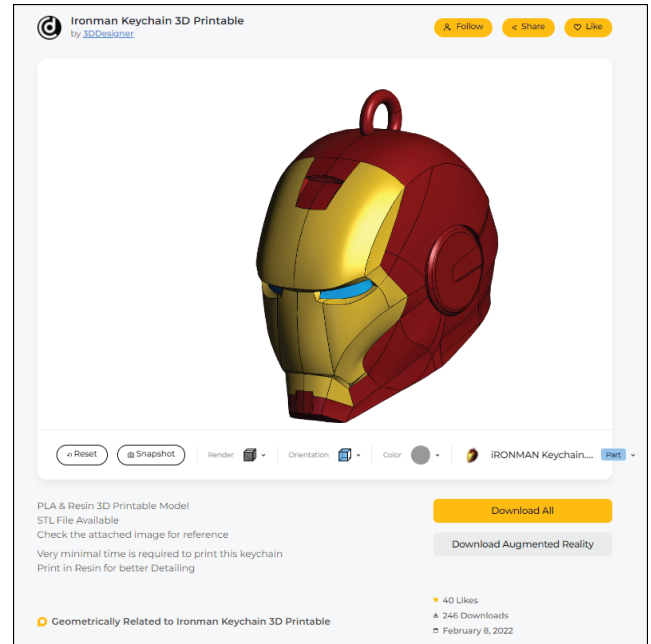 Ironman Keychain 3D Printable
by 3DDesigner
Follow
Share
Like
Reset
Snapshot
Render
Orientation
Color
iRONMAN Keychain....
Part
PLA & Resin 3D Printable Model
STL File Available
Check the attached image for reference
Very minimal time is required to print this keychain
Print in Resin for better Detailing
Download All
Download Augmented Reality
40 Likes
246 Downloads
February 8, 2022
Geometrically Related to Ironman Keychain 3D Printable